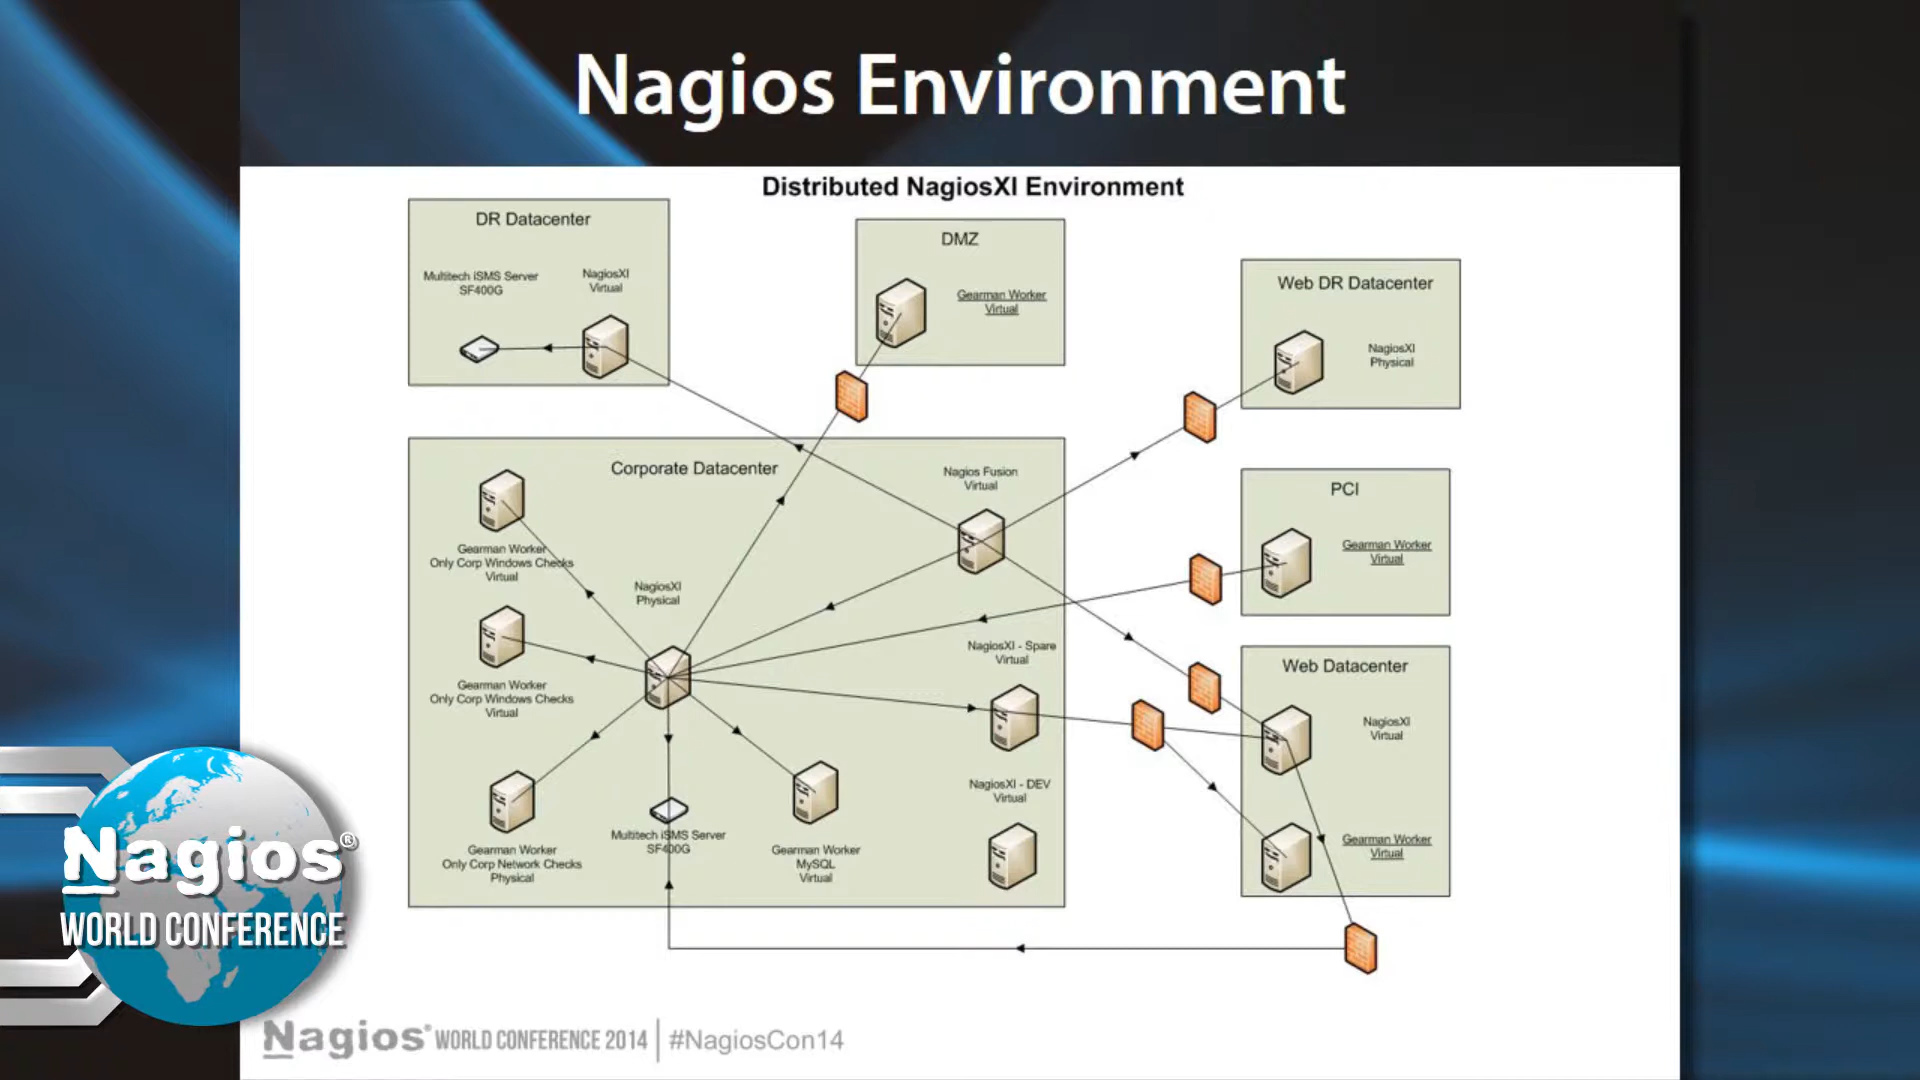 Nagios Environment
Distributed NagiosXI Environment
DR Datacenter
Multitech iSMS Server
SF400G
NagiosXI
Virtual
DMZ
Gearman Worker
Virtual
Web DR Datacenter
NagiosXI
Physical
Corporate Datacenter
Nagios Fusion
Virtual
Gearman Worker
Only Corp Windows Checks
Virtual
NagiosXI
Physical
Gearman Worker
Only Corp Windows Checks
Virtual
NagiosXI - Spare
Virtual
NagiosXI - DEV
Virtual
Gearman Worker
Only Corp Network Checks
Physical
Multitech iSMS Server
SF400G
Gearman Worker
MySQL
Virtual
PCI
Gearman Worker
Virtual
Web Datacenter
NagiosXI
Virtual
Gearman Worker
Virtual
Nagios®
WORLD CONFERENCE
Nagios® WORLD CONFERENCE 2014 | #NagiosCon14